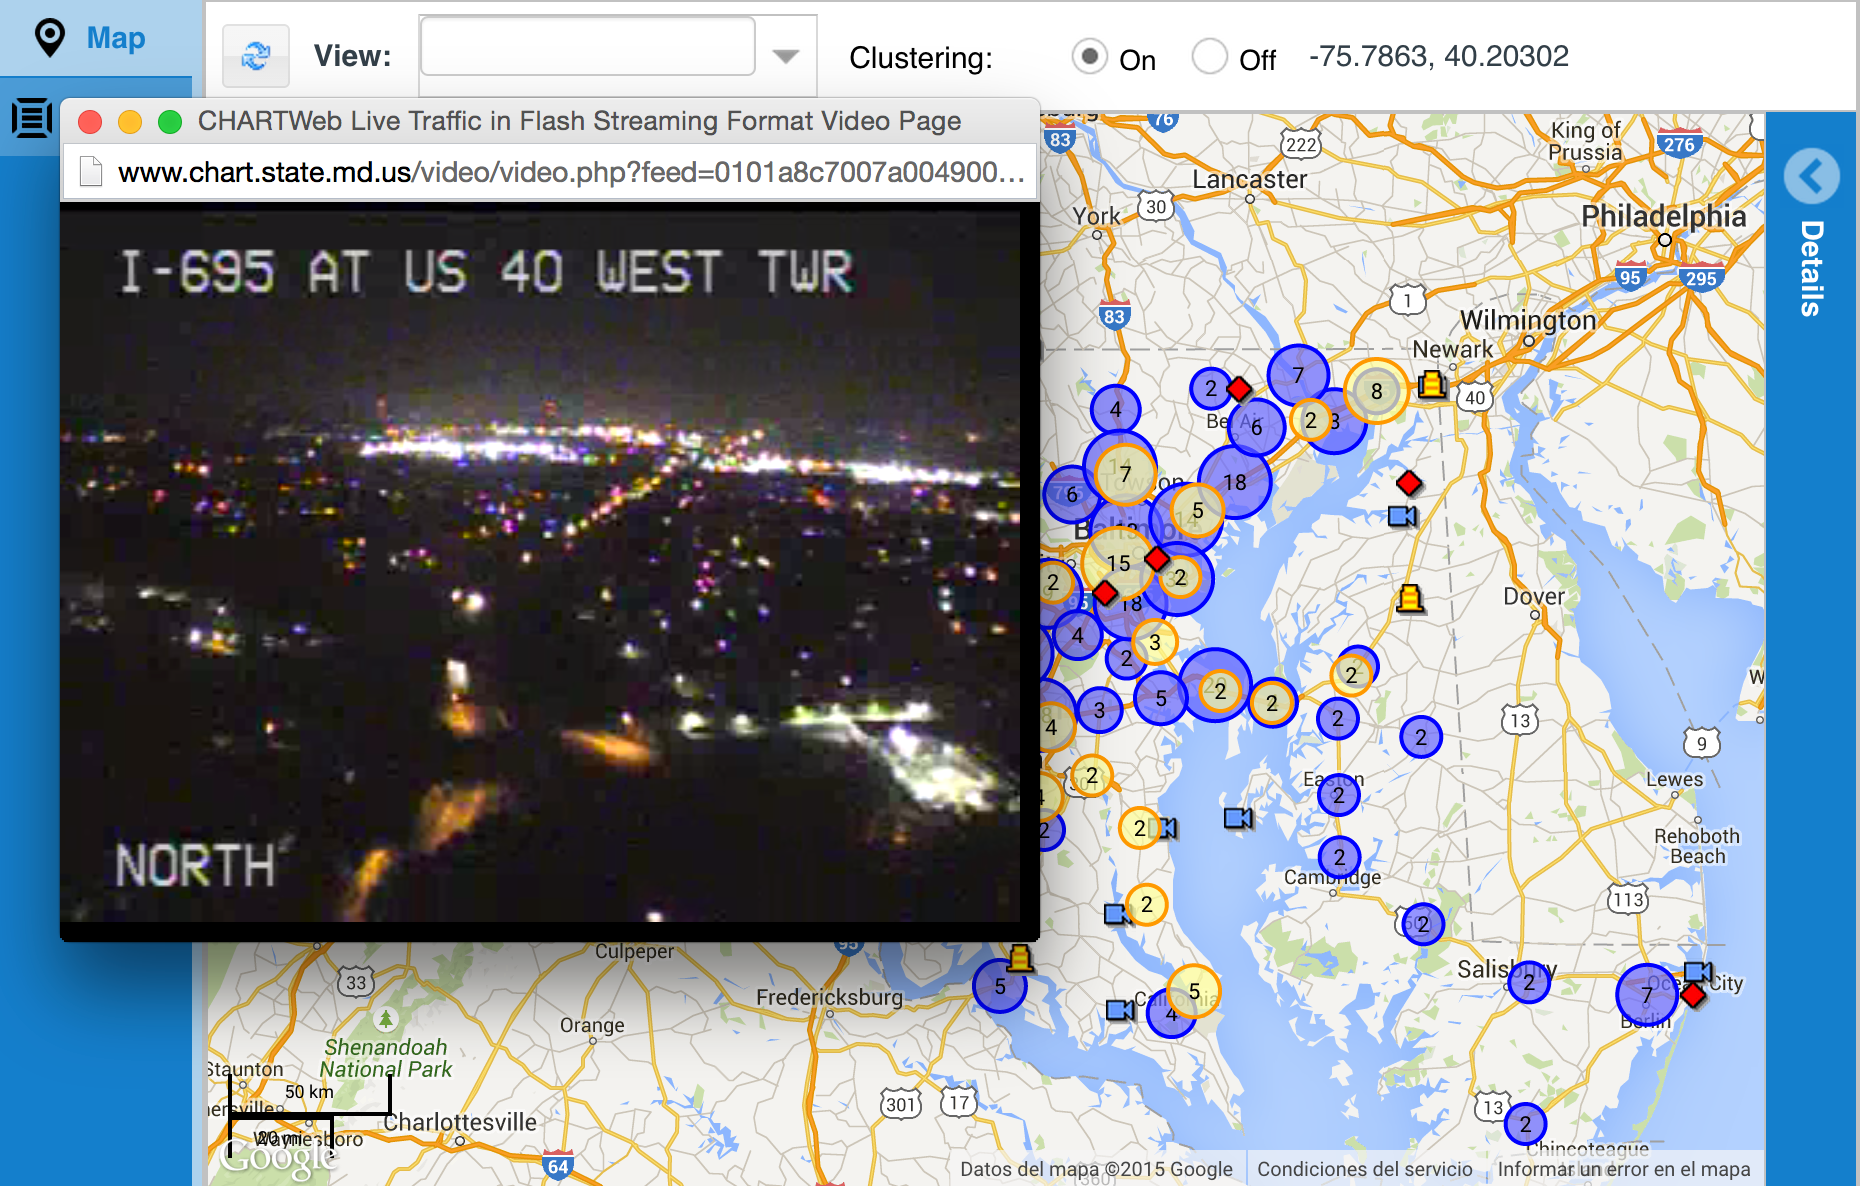 Map
View:
Clustering:
On
Off
-75.7863, 40.20302
CHARTWeb Live Traffic in Flash Streaming Format Video Page
www.chart.state.md.us/video/video.php?feed=0101a8c7007a004900...
I-695 AT US 40 WEST TWR
NORTH
Details
83
76
222
King of
Prussia
276
Lancaster
York
30
Philadelphia
95
295
83
1
Wilmington
Newark
40
2
7
8
4
6
2
3
7
6
18
5
15
2
2
18
4
3
2
Dover
2
5
2
2
3
4
2
2
13
9
2
Lewes
Easton
2
2
2
Rehoboth
Beach
2
Cambridge
113
2
2
Culpeper
95
5
33
Fredericksburg
5
4
Salisbury
2
7
Ocean City
Berlin
Orange
Shenandoah
National Park
Staunton
50 km
301
17
13
2
Charlottesville
20 mi
Waynesboro
Google
64
Chincoteague
Datos del mapa ©2015 Google
Condiciones del servicio
Informar un error en el mapa